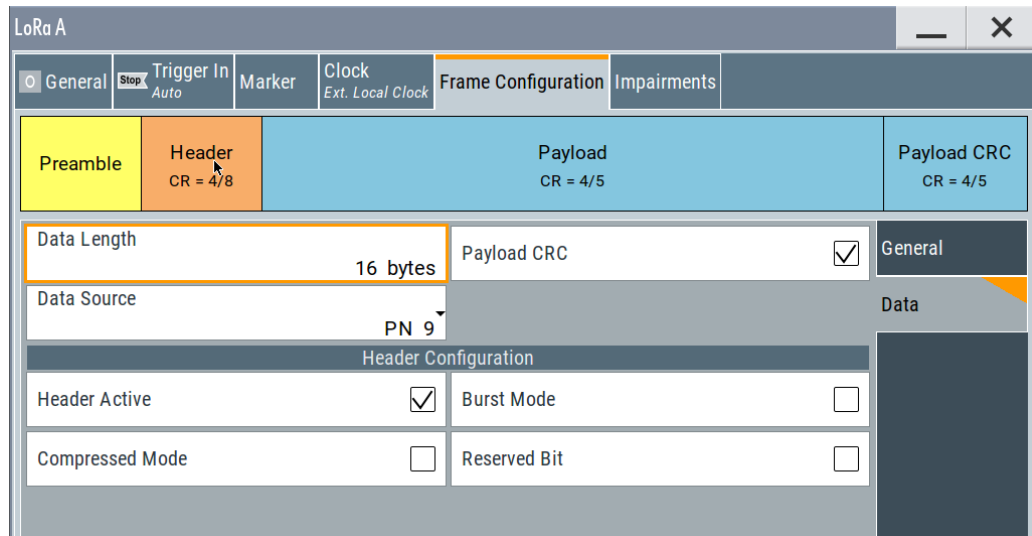 LoRa A
O General Stop Trigger In Marker Clock Frame Configuration Impairments
Auto Ext. Local Clock
Preamble Header Payload Payload CRC
CR = 4/8 CR = 4/5 CR = 4/5
Data Length
16 bytes
Payload CRC
General
Data Source
PN 9
Data
Header Configuration
Header Active Burst Mode
Compressed Mode Reserved Bit